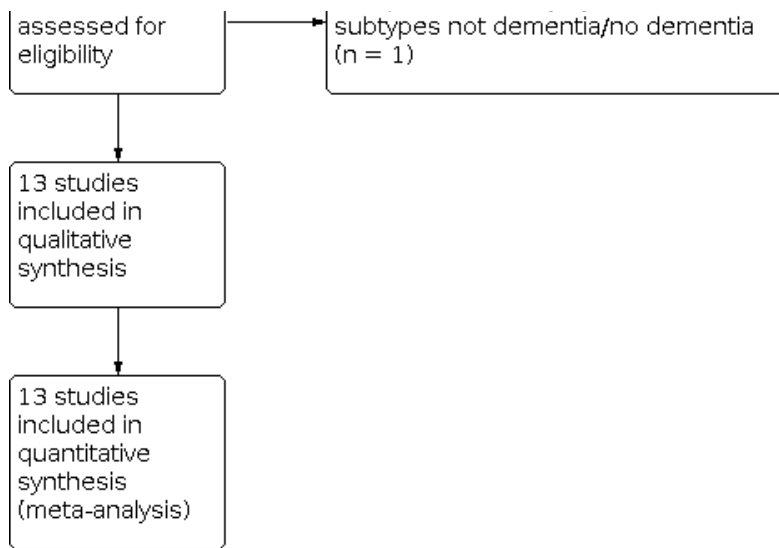 assessed for
eligibility
subtypes not dementia/no dementia
(n = 1)
13 studies
included in
qualitative
synthesis
13 studies
included in
quantitative
synthesis
(meta-analysis)